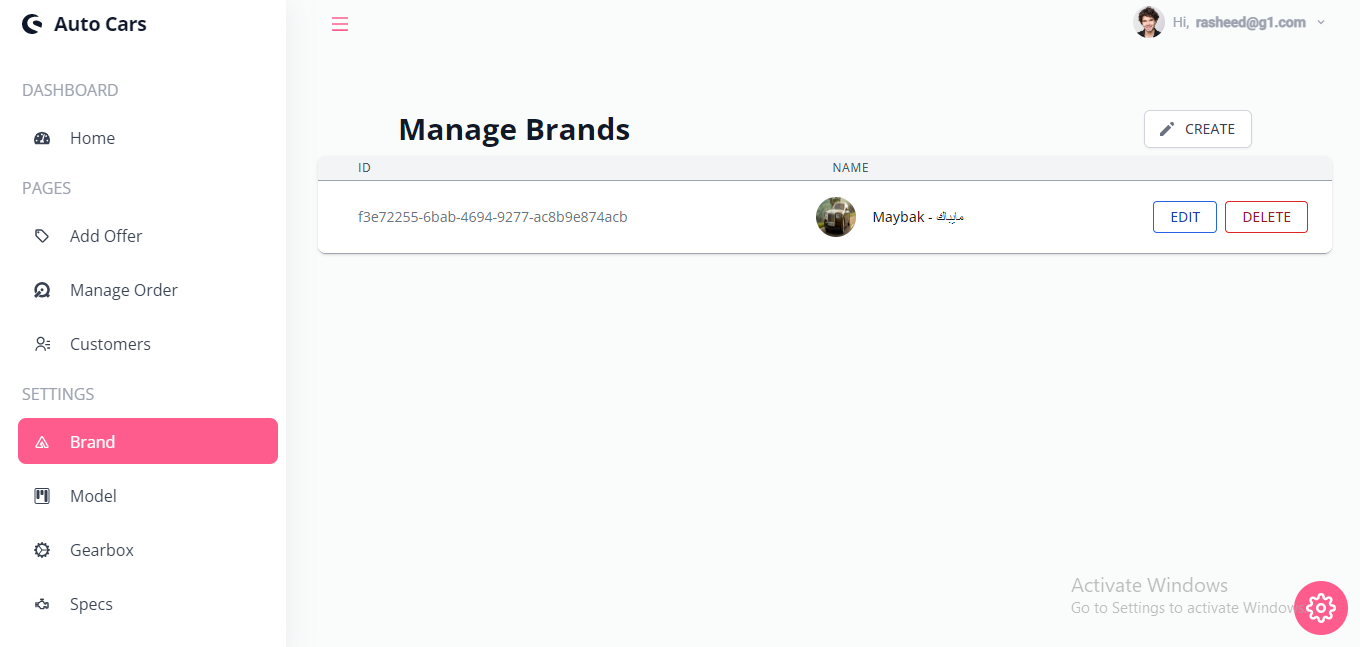 Auto Cars
Hi, rasheed@g1.com
DASHBOARD
Home
PAGES
Add Offer
Manage Order
Customers
SETTINGS
Brand
Model
Gearbox
Specs
Manage Brands
CREATE
ID NAME
f3e72255-6bab-4694-9277-ac8b9e874acb Maybak - مايباك EDIT DELETE
Activate Windows
Go to Settings to activate Windows